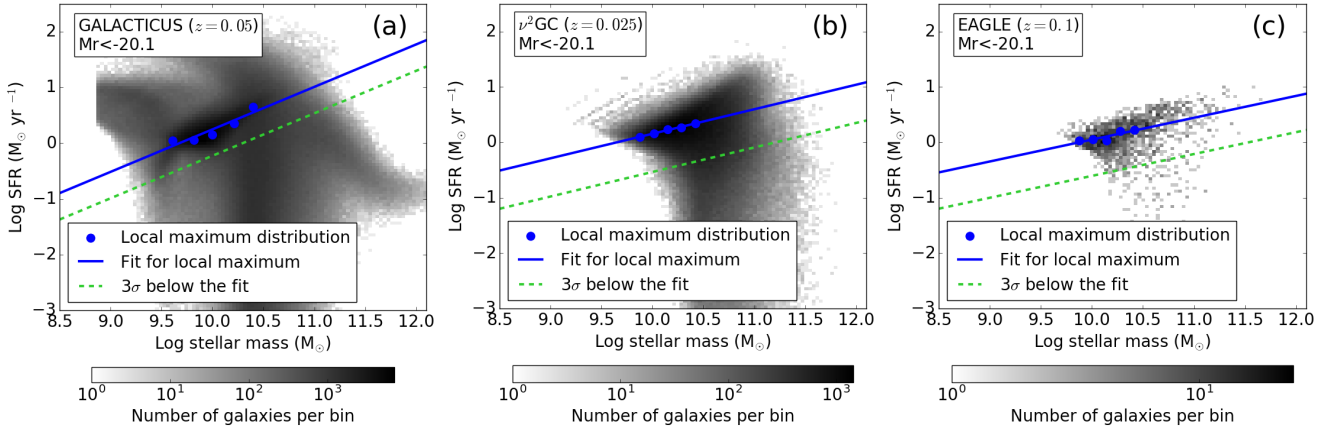 GALACTICUS (z=0.05)
Mr<-20.1
(a)
Log SFR (M⊙ yr⁻¹)
2
1
0
−1
−2
−3
Local maximum distribution
Fit for local maximum
3σ below the fit
8.5 9.0 9.5 10.0 10.5 11.0 11.5 12.0
Log stellar mass (M⊙)
10⁰ 10¹ 10² 10³
Number of galaxies per bin
ν²GC (z=0.025)
Mr<-20.1
(b)
Log SFR (M⊙ yr⁻¹)
2
1
0
−1
−2
−3
Local maximum distribution
Fit for local maximum
3σ below the fit
8.5 9.0 9.5 10.0 10.5 11.0 11.5 12.0
Log stellar mass (M⊙)
10⁰ 10¹ 10² 10³
Number of galaxies per bin
EAGLE (z=0.1)
Mr<-20.1
(c)
Log SFR (M⊙ yr⁻¹)
2
1
0
−1
−2
−3
Local maximum distribution
Fit for local maximum
3σ below the fit
8.5 9.0 9.5 10.0 10.5 11.0 11.5 12.0
Log stellar mass (M⊙)
10⁰ 10¹
Number of galaxies per bin